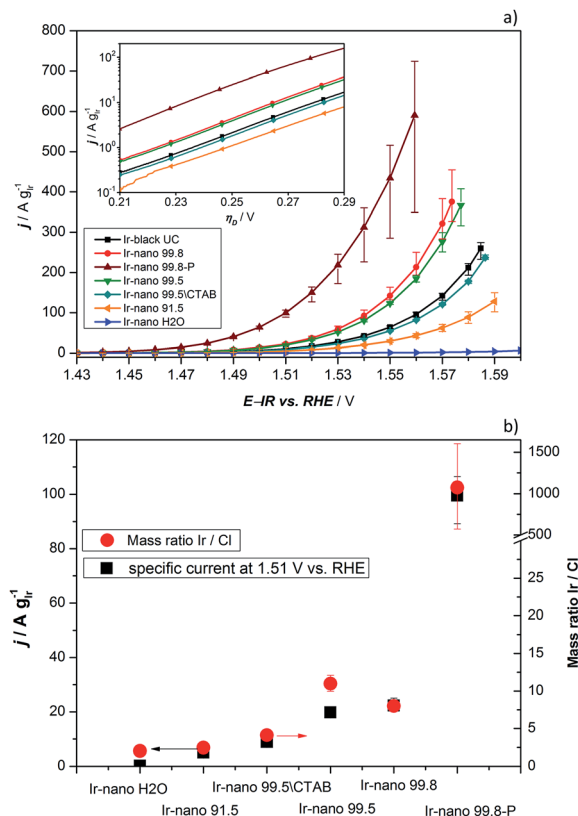 a)
800
700
600
500
400
300
200
100
0
j / A g Ir^-1
10^2
10^1
10^0
10^-1
j / A g Ir^-1
0.21 0.23 0.25 0.27 0.29
η_D / V
Ir-black UC
Ir-nano 99.8
Ir-nano 99.8-P
Ir-nano 99.5
Ir-nano 99.5\CTAB
Ir-nano 91.5
Ir-nano H2O
1.43 1.45 1.47 1.49 1.51 1.53 1.55 1.57 1.59
E–IR vs. RHE / V
b)
120
100
80
60
40
20
0
j / A g Ir^-1
Mass ratio Ir / Cl
specific current at 1.51 V vs. RHE
1500
1000
500
25
20
15
10
5
0
Mass ratio Ir / Cl
Ir-nano H2O Ir-nano 99.5\CTAB Ir-nano 99.8
Ir-nano 91.5 Ir-nano 99.5 Ir-nano 99.8-P